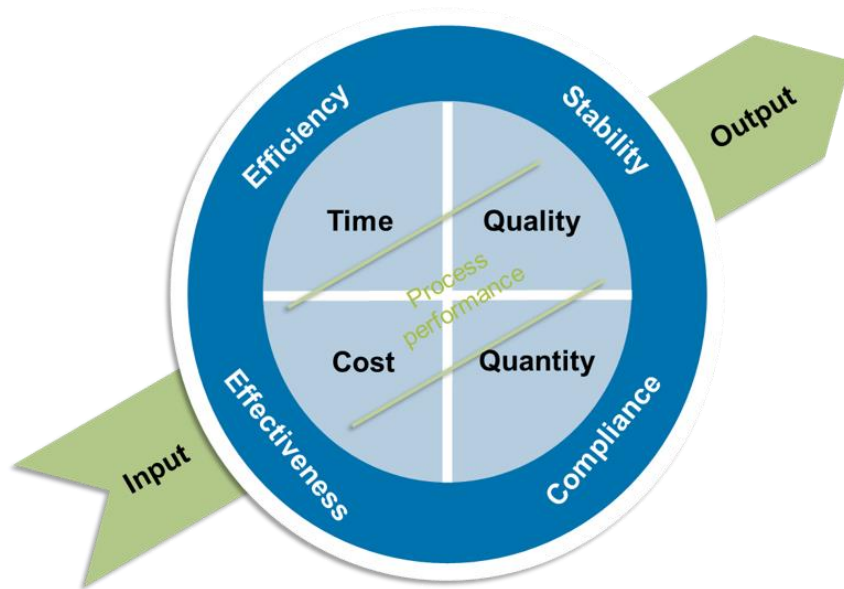 Efficiency
Stability
Output
Time
Quality
Process
performance
Cost
Quantity
Effectiveness
Compliance
Input